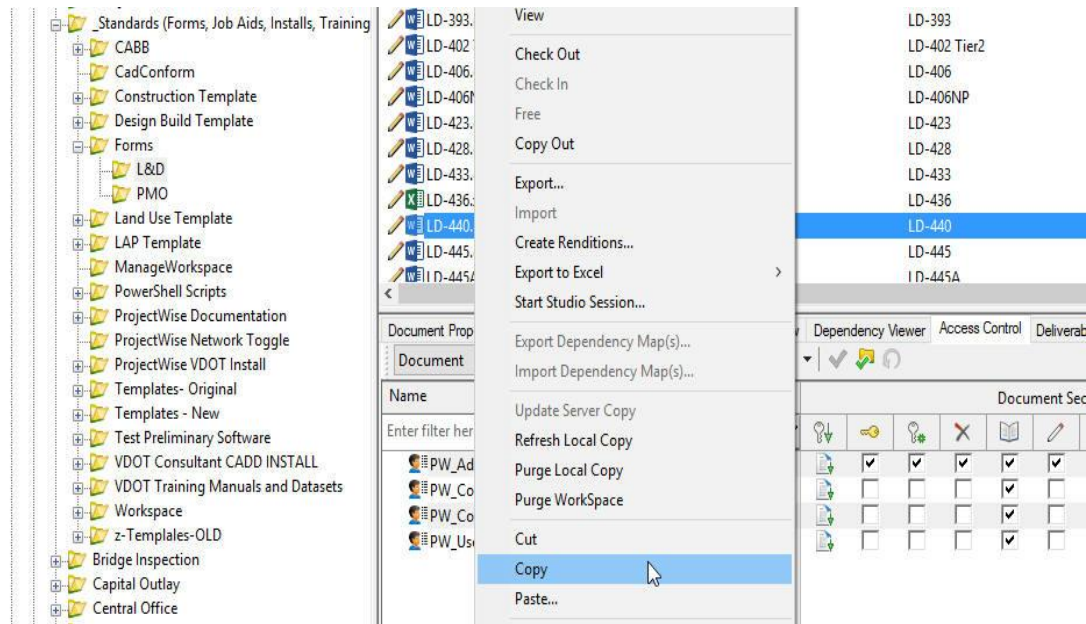 _Standards (Forms, Job Aids, Installs, Training
CABB
CadConform
Construction Template
Design Build Template
Forms
L&D
PMO
Land Use Template
LAP Template
ManageWorkspace
PowerShell Scripts
ProjectWise Documentation
ProjectWise Network Toggle
ProjectWise VDOT Install
Templates- Original
Templates - New
Test Preliminary Software
VDOT Consultant CADD INSTALL
VDOT Training Manuals and Datasets
Workspace
z-Templales-OLD
Bridge Inspection
Capital Outlay
Central Office
LD-393.
LD-402
LD-406.
LD-406N
LD-423.
LD-428.
LD-433.
LD-436.
LD-440.
LD-445.
LD-445A
View
Check Out
Check In
Free
Copy Out
Export...
Import
Create Renditions...
Export to Excel
Start Studio Session...
Export Dependency Map(s)...
Import Dependency Map(s)...
Update Server Copy
Refresh Local Copy
Purge Local Copy
Purge WorkSpace
Cut
Copy
Paste...
LD-393
LD-402 Tier2
LD-406
LD-406NP
LD-423
LD-428
LD-433
LD-436
LD-440
LD-445
LD-445A
Document Prop
Dependency Viewer
Access Control
Deliverab
Document
Name
Document Sec
Enter filter her
PW_Ad
PW_Co
PW_Co
PW_Use